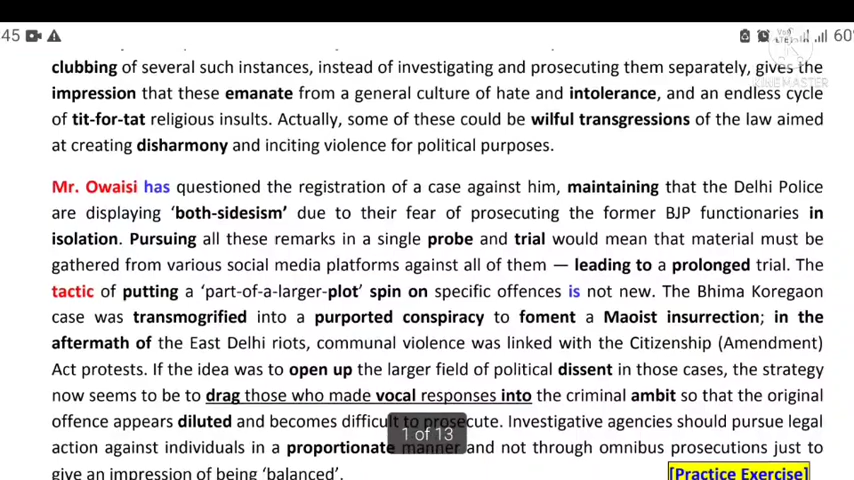 45
60
clubbing of several such instances, instead of investigating and prosecuting them separately, gives the
impression that these emanate from a general culture of hate and intolerance, and an endless cycle
of tit-for-tat religious insults. Actually, some of these could be wilful transgressions of the law aimed
at creating disharmony and inciting violence for political purposes.
Mr. Owaisi has questioned the registration of a case against him, maintaining that the Delhi Police
are displaying ‘both-sidesism’ due to their fear of prosecuting the former BJP functionaries in
isolation. Pursuing all these remarks in a single probe and trial would mean that material must be
gathered from various social media platforms against all of them — leading to a prolonged trial. The
tactic of putting a ‘part-of-a-larger-plot’ spin on specific offences is not new. The Bhima Koregaon
case was transmogrified into a purported conspiracy to foment a Maoist insurrection; in the
aftermath of the East Delhi riots, communal violence was linked with the Citizenship (Amendment)
Act protests. If the idea was to open up the larger field of political dissent in those cases, the strategy
now seems to be to drag those who made vocal responses into the criminal ambit so that the original
offence appears diluted and becomes difficult to prosecute. Investigative agencies should pursue legal
1 of 13
action against individuals in a proportionate manner and not through omnibus prosecutions just to
give an impression of being ‘balanced’.
[Practice Exercise]